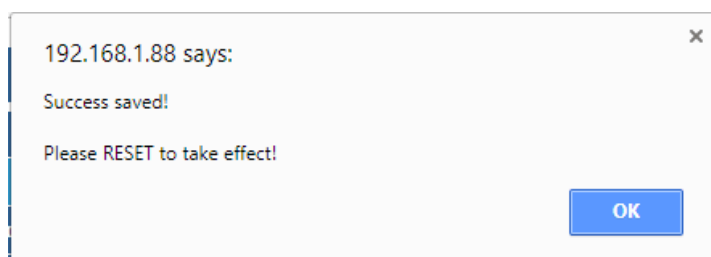 192.168.1.88 says:
Success saved!
Please RESET to take effect!
OK